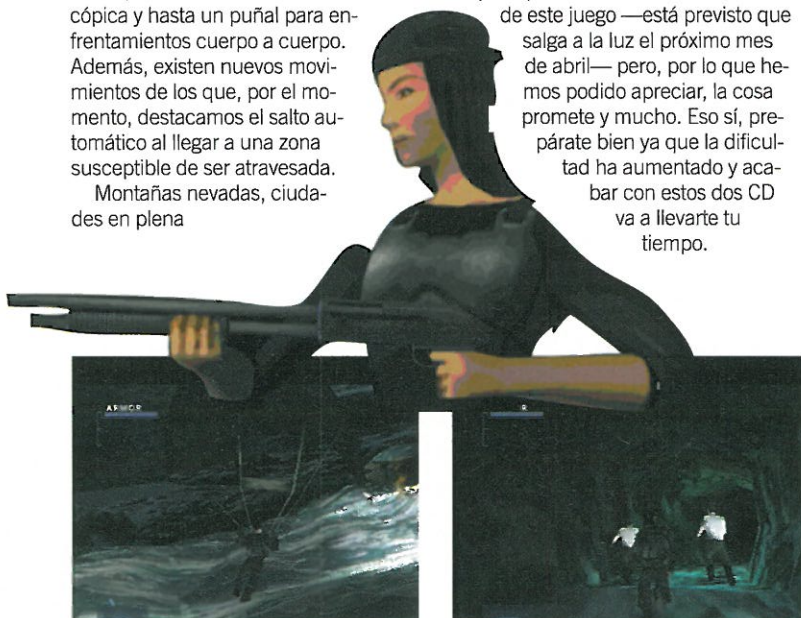 cópica y hasta un puñal para en-
frentamientos cuerpo a cuerpo.
Además, existen nuevos movi-
mientos de los que, por el mo-
mento, destacamos el salto au-
tomático al llegar a una zona
susceptible de ser atravesada.
Montañas nevadas, ciuda-
des en plena
de este juego —está previsto que
salga a la luz el próximo mes
de abril— pero, por lo que he-
mos podido apreciar, la cosa
promete y mucho. Eso sí, pre-
párate bien ya que la dificul-
tad ha aumentado y aca-
bar con estos dos CD
va a llevarte tu
tiempo.
ARMOR
R